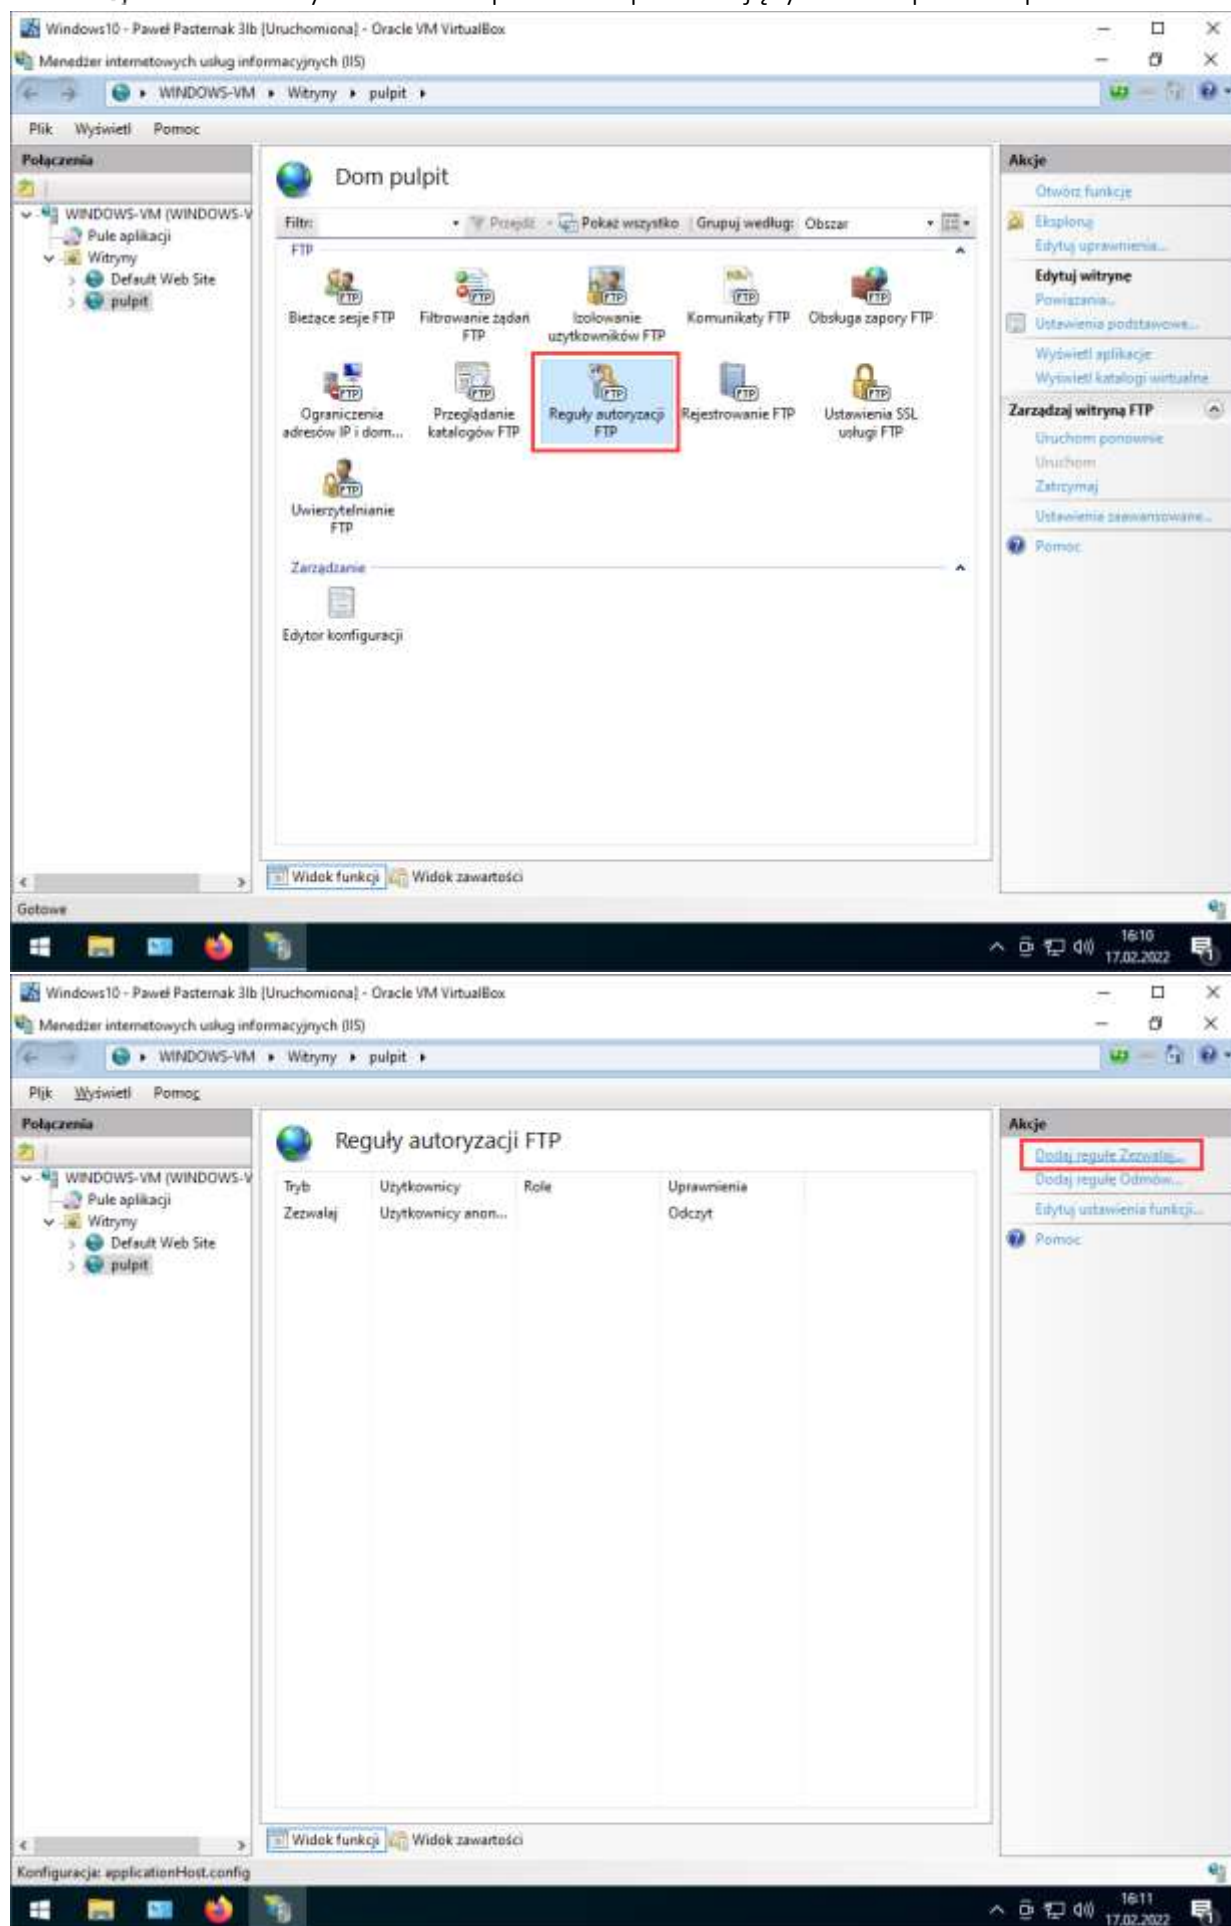 Windows10 - Paweł Pasternak 3Ib [Uruchomiona] - Oracle VM VirtualBox
Menedżer internetowych usług informacyjnych (IIS)
WINDOWS-VM ▸ Witryny ▸ pulpit ▸
Plik Wyświetl Pomoc
Połączenia
WINDOWS-VM (WINDOWS-V
Pule aplikacji
Witryny
Default Web Site
pulpit
Dom pulpit
Filtr: Przejdź Pokaż wszystko Grupuj według: Obszar
FTP
Bieżące sesje FTP
Filtrowanie żądań FTP
Izolowanie użytkowników FTP
Komunikaty FTP
Obsługa zapory FTP
Ograniczenia adresów IP i dom...
Przeglądanie katalogów FTP
Reguły autoryzacji FTP
Rejestrowanie FTP
Ustawienia SSL usługi FTP
Uwierzytelnianie FTP
Zarządzanie
Edytor konfiguracji
Widok funkcji Widok zawartości
Akcje
Otwórz funkcję
Eksploruj
Edytuj uprawnienia...
Edytuj witrynę
Powiązania...
Ustawienia podstawowe...
Wyświetl aplikacje
Wyświetl katalogi wirtualne
Zarządzaj witryną FTP
Uruchom ponownie
Uruchom
Zatrzymaj
Ustawienia zaawansowane...
Pomoc
Gotowe
16:10
17.02.2022
Windows10 - Paweł Pasternak 3Ib [Uruchomiona] - Oracle VM VirtualBox
Menedżer internetowych usług informacyjnych (IIS)
WINDOWS-VM ▸ Witryny ▸ pulpit ▸
Plik Wyświetl Pomoc
Połączenia
WINDOWS-VM (WINDOWS-V
Pule aplikacji
Witryny
Default Web Site
pulpit
Reguły autoryzacji FTP
Tryb Użytkownicy Role Uprawnienia
Zezwalaj Użytkownicy anon... Odczyt
Widok funkcji Widok zawartości
Akcje
Dodaj regułę Zezwalaj...
Dodaj regułę Odmów...
Edytuj ustawienia funkcji...
Pomoc
Konfiguracja: applicationHost.config
16:11
17.02.2022